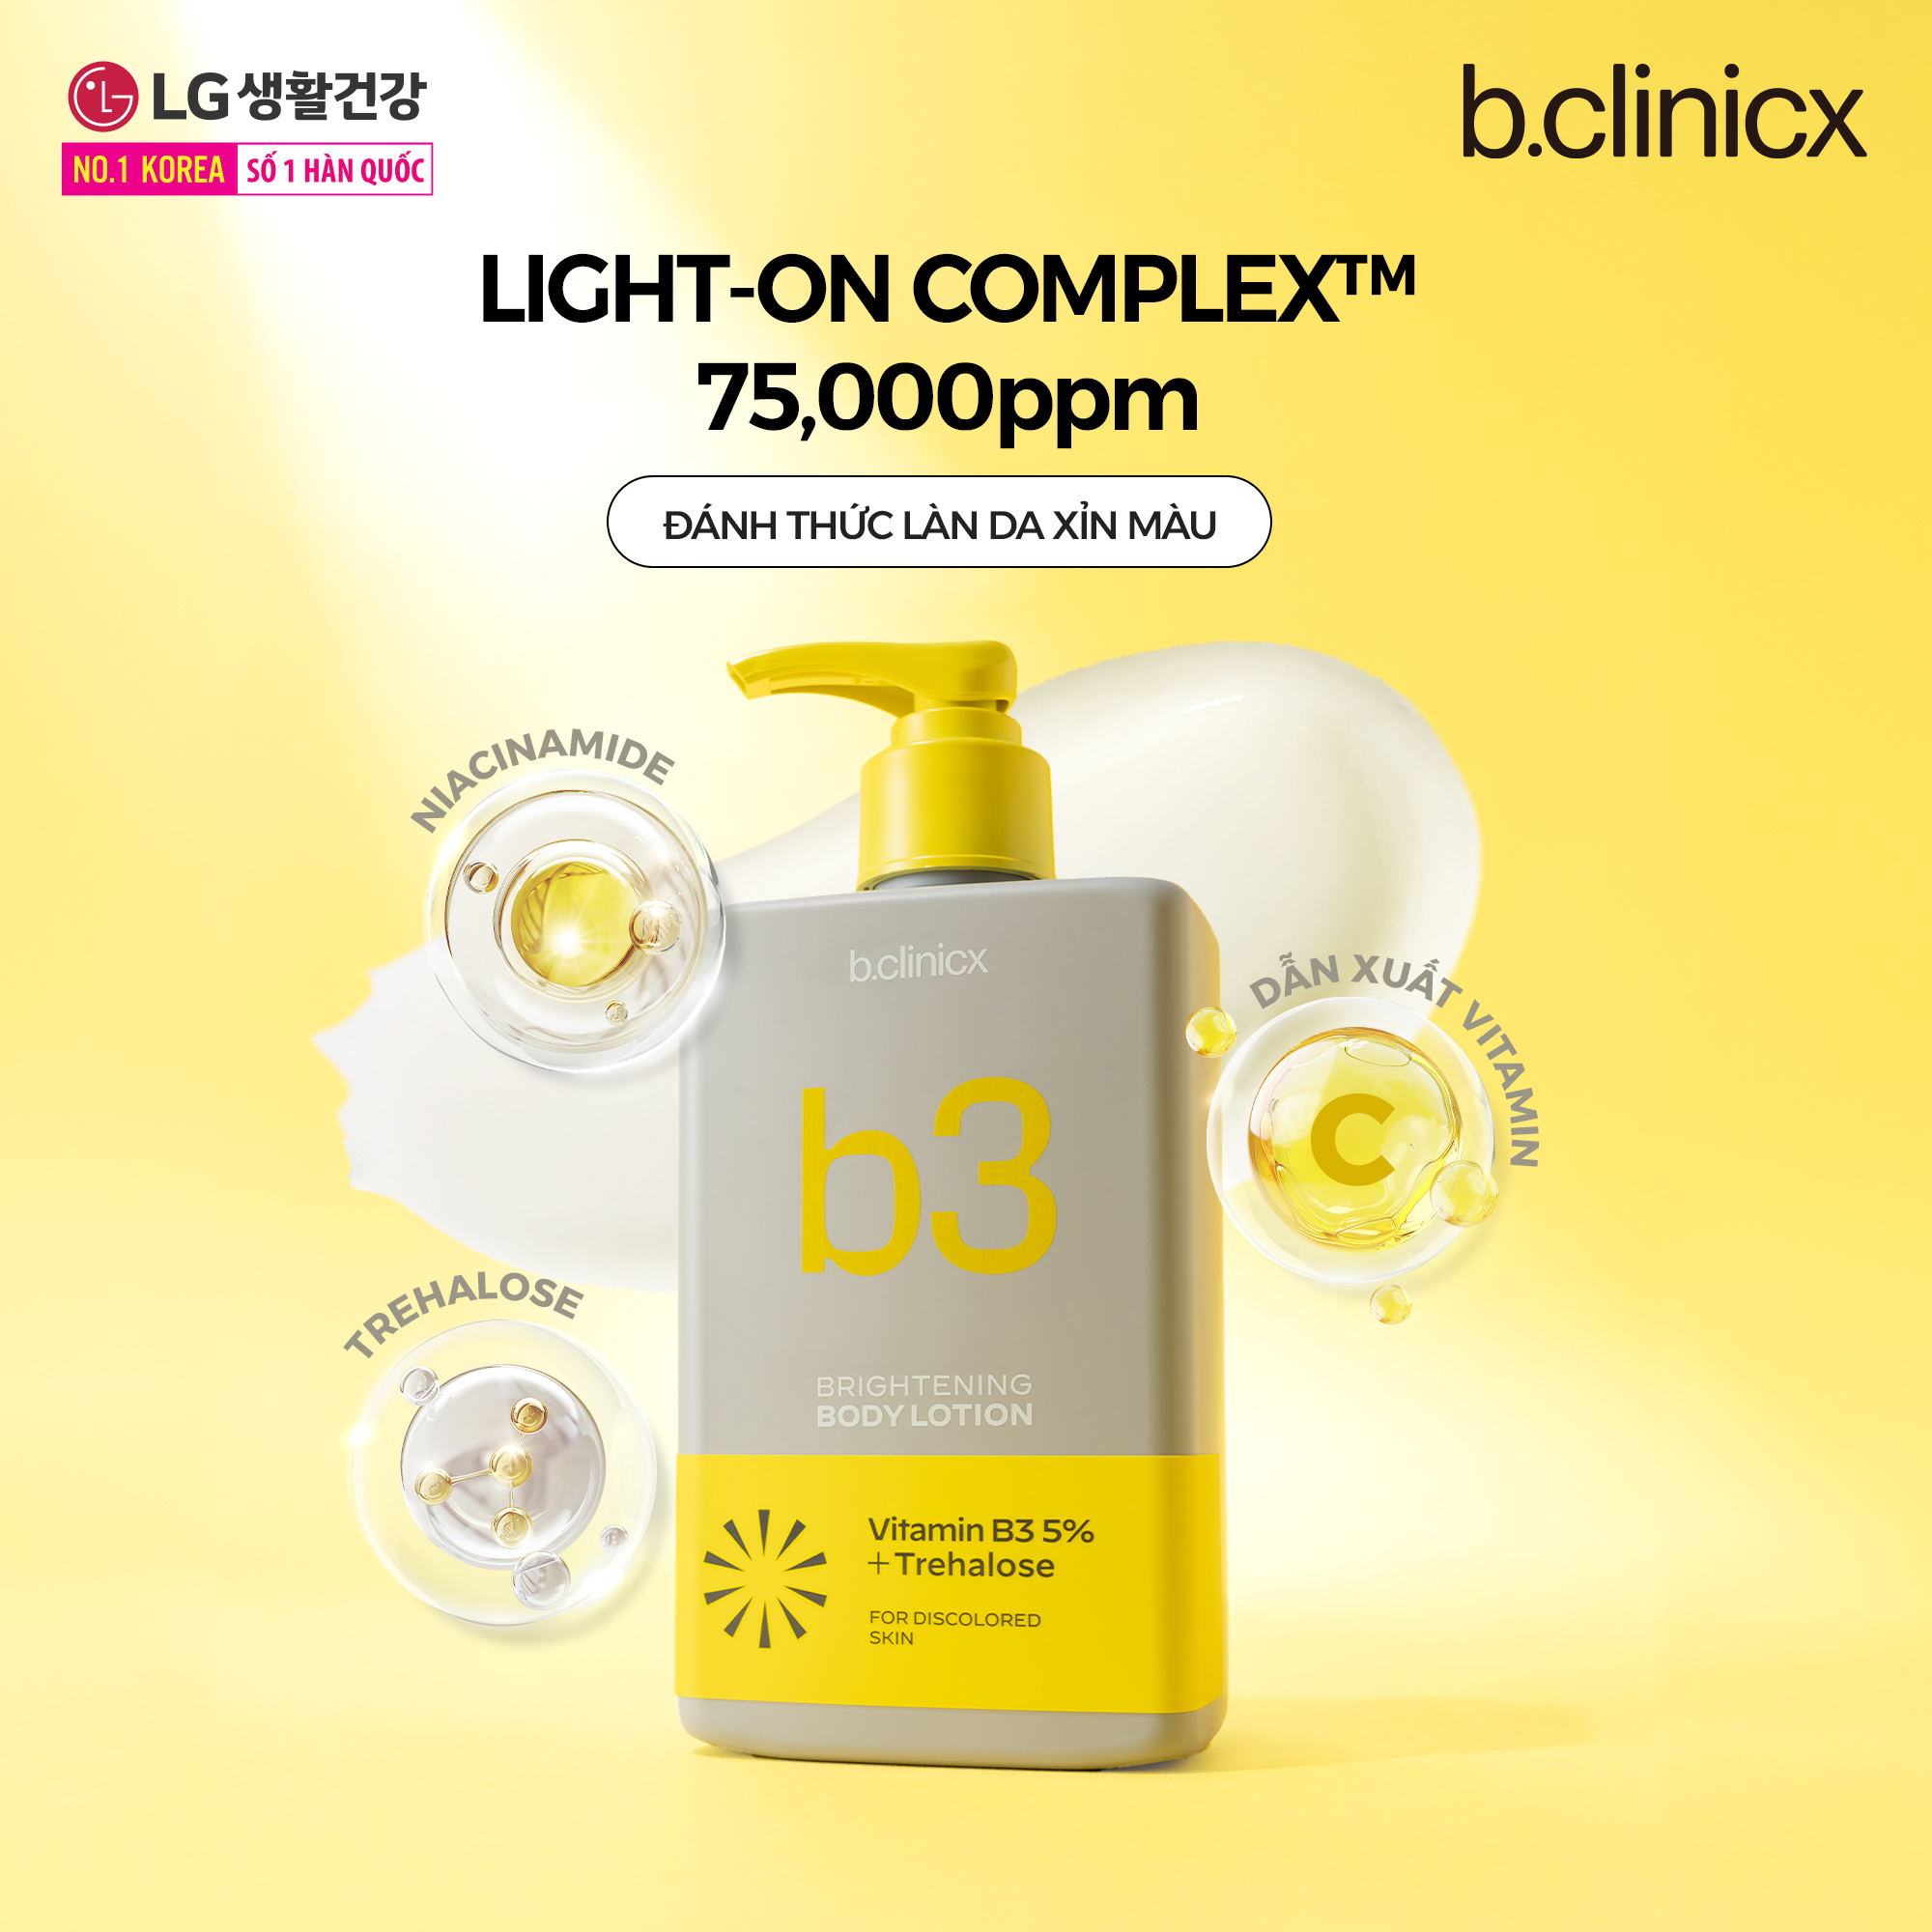 LG생활건강
NO.1 KOREA SỐ 1 HÀN QUỐC
b.clinicx
LIGHT-ON COMPLEX™
75,000ppm
ĐÁNH THỨC LÀN DA XỈN MÀU
NIACINAMIDE
DẪN XUẤT VITAMIN
C
TREHALOSE
b.clinicx
b3
BRIGHTENING
BODY LOTION
Vitamin B3 5%
+Trehalose
FOR DISCOLORED
SKIN